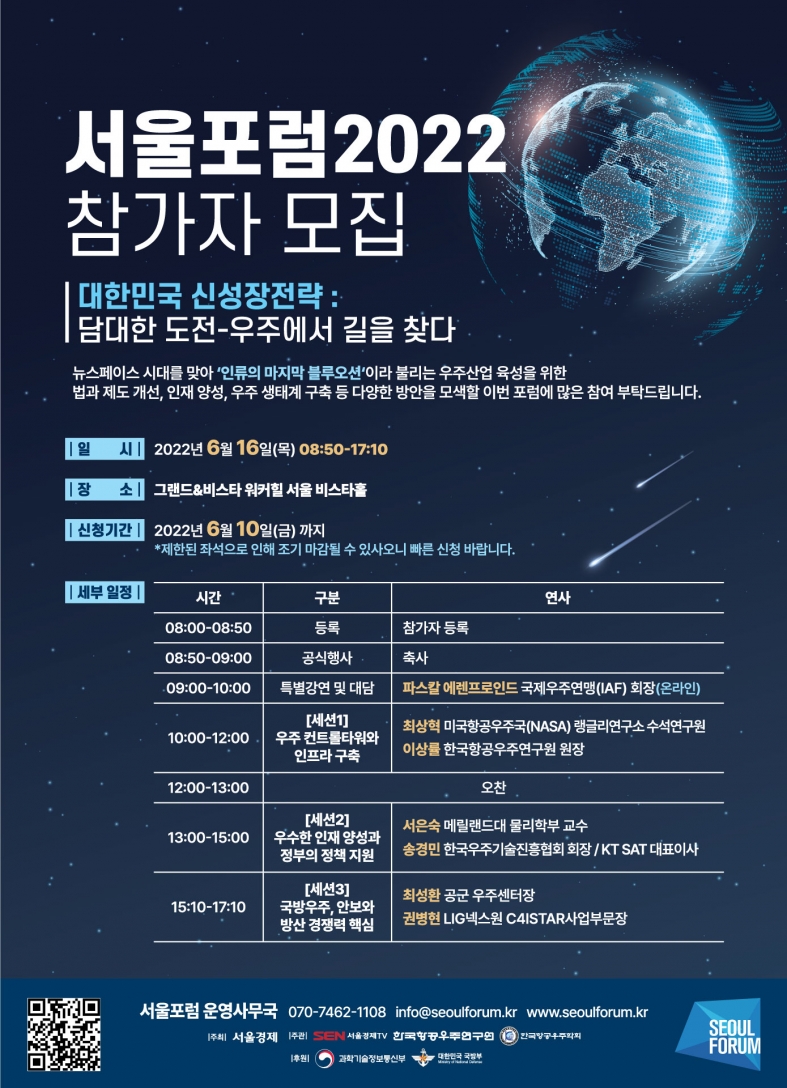 서울포럼2022
참가자 모집
대한민국 신성장전략 :
담대한 도전-우주에서 길을 찾다
뉴스페이스 시대를 맞아 ‘인류의 마지막 블루오션’이라 불리는 우주산업 육성을 위한
법과 제도 개선, 인재 양성, 우주 생태계 구축 등 다양한 방안을 모색할 이번 포럼에 많은 참여 부탁드립니다.
| 일 시 | 2022년 6월 16일(목) 08:50-17:10
| 장 소 | 그랜드&비스타 워커힐 서울 비스타홀
| 신청기간 | 2022년 6월 10일(금) 까지
*제한된 좌석으로 인해 조기 마감될 수 있사오니 빠른 신청 바랍니다.
| 세부 일정 |
시간 구분 연사
08:00-08:50 등록 참가자 등록
08:50-09:00 공식행사 축사
09:00-10:00 특별강연 및 대담 파스칼 에렌프로인드 국제우주연맹(IAF) 회장(온라인)
10:00-12:00
[세션1]
우주 컨트롤타워와
인프라 구축
최상혁 미국항공우주국(NASA) 랭글리연구소 수석연구원
이상률 한국항공우주연구원 원장
12:00-13:00 오찬
13:00-15:00
[세션2]
우수한 인재 양성과
정부의 정책 지원
서은숙 메릴랜드대 물리학부 교수
송경민 한국우주기술진흥협회 회장 / KT SAT 대표이사
15:10-17:10
[세션3]
국방우주, 안보와
방산 경쟁력 핵심
최성환 공군 우주센터장
권병현 LIG넥스원 C4ISTAR사업부문장
서울포럼 운영사무국 070-7462-1108 info@seoulforum.kr www.seoulforum.kr
|주최| 서울경제 |주관| SEN 서울경제TV 한국항공우주연구원 한국항공우주학회
|후원| 과학기술정보통신부 대한민국 국방부
Ministry of National Defense
SEOUL
FORUM